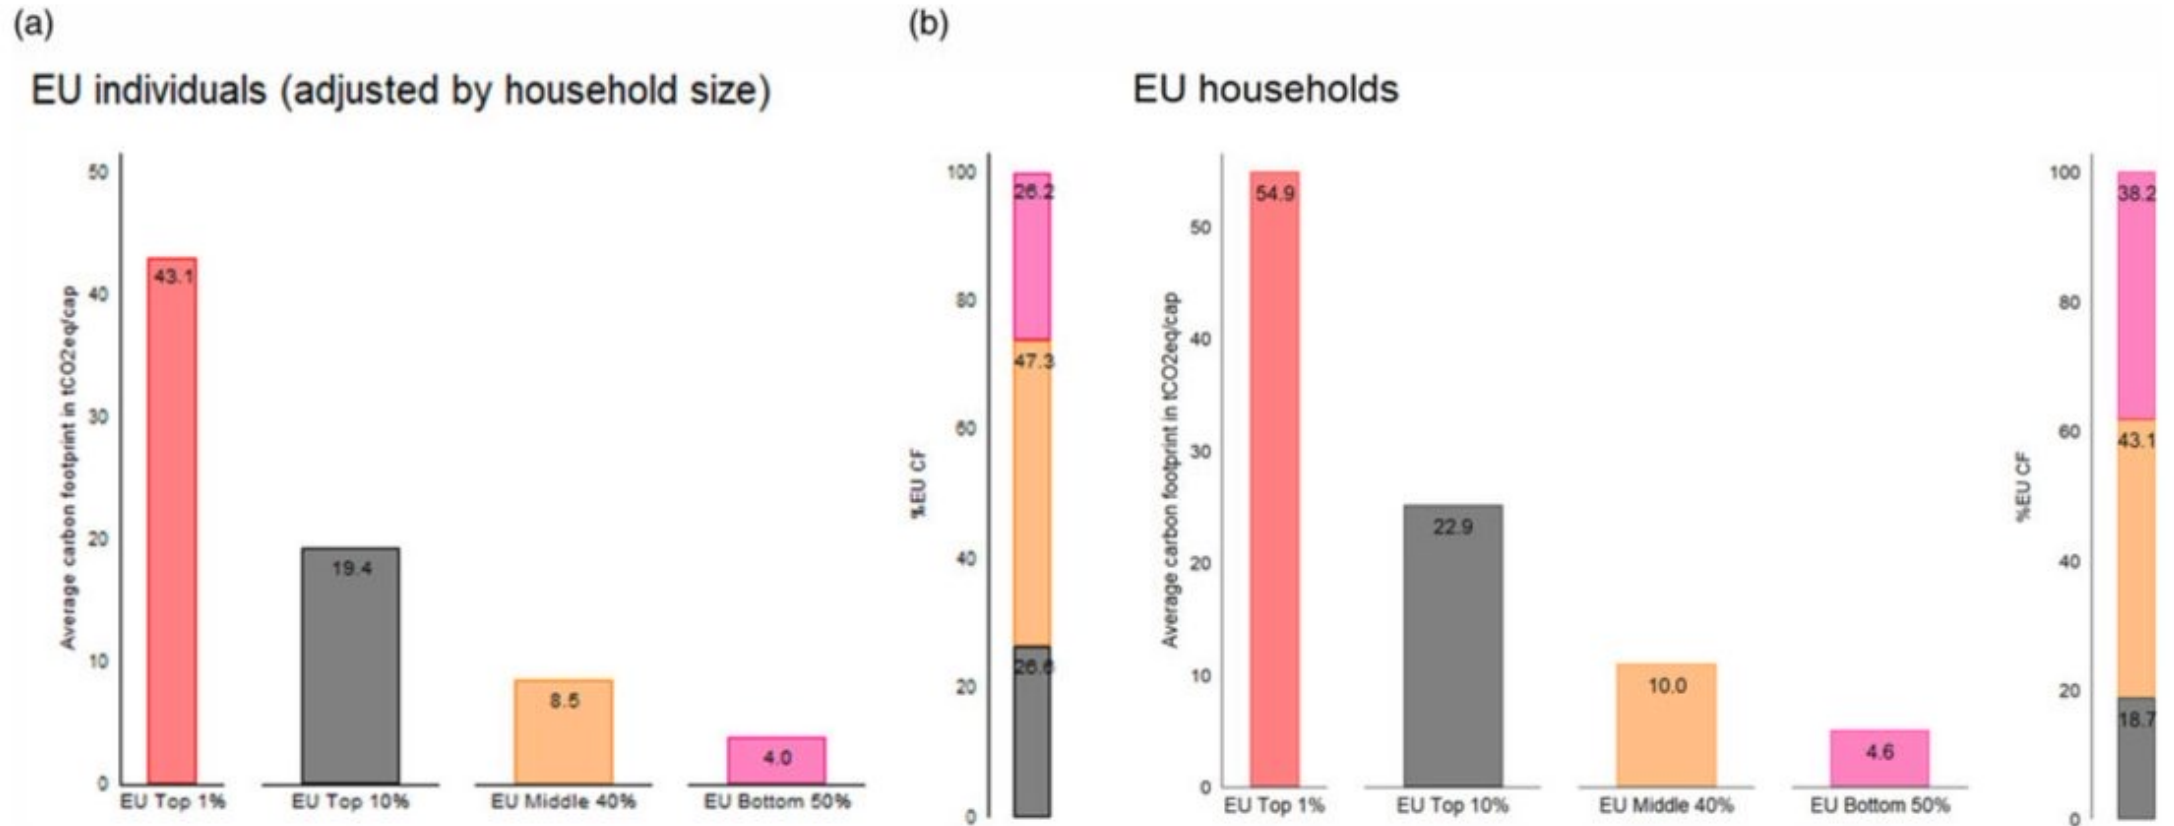 (a)
EU individuals (adjusted by household size)
Average carbon footprint in tCO2eq/cap
50
40
30
20
10
0
43.1
19.4
8.5
4.0
EU Top 1%
EU Top 10%
EU Middle 40%
EU Bottom 50%
%EU CF
100
80
60
40
20
0
26.2
47.3
26.6
(b)
EU households
Average carbon footprint in tCO2eq/cap
50
40
30
20
10
0
54.9
22.9
10.0
4.6
EU Top 1%
EU Top 10%
EU Middle 40%
EU Bottom 50%
%EU CF
100
80
60
40
20
0
38.2
43.1
18.7